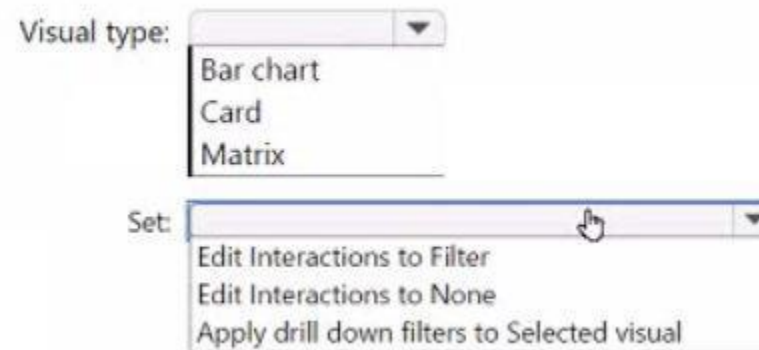 Visual type:
Bar chart
Card
Matrix
Set:
Edit Interactions to Filter
Edit Interactions to None
Apply drill down filters to Selected visual